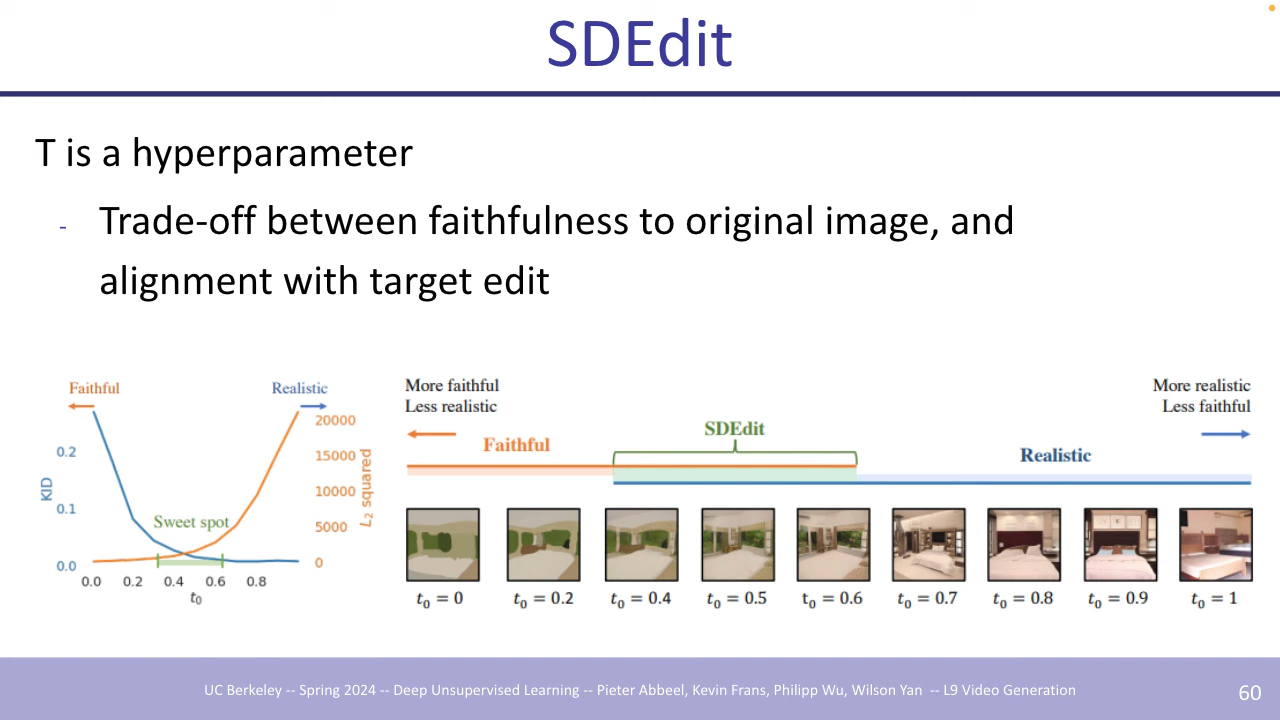 SDEdit
T is a hyperparameter
- Trade-off between faithfulness to original image, and
alignment with target edit
Faithful
Realistic
KID
0.2
0.1
0.0
Sweet spot
20000
15000
10000
5000
0
L₂ squared
0.0 0.2 0.4 0.6 0.8
t₀
More faithful
Less realistic
More realistic
Less faithful
SDEdit
Faithful
Realistic
t₀ = 0 t₀ = 0.2 t₀ = 0.4 t₀ = 0.5 t₀ = 0.6 t₀ = 0.7 t₀ = 0.8 t₀ = 0.9 t₀ = 1
UC Berkeley -- Spring 2024 -- Deep Unsupervised Learning -- Pieter Abbeel, Kevin Frans, Philipp Wu, Wilson Yan -- L9 Video Generation
60